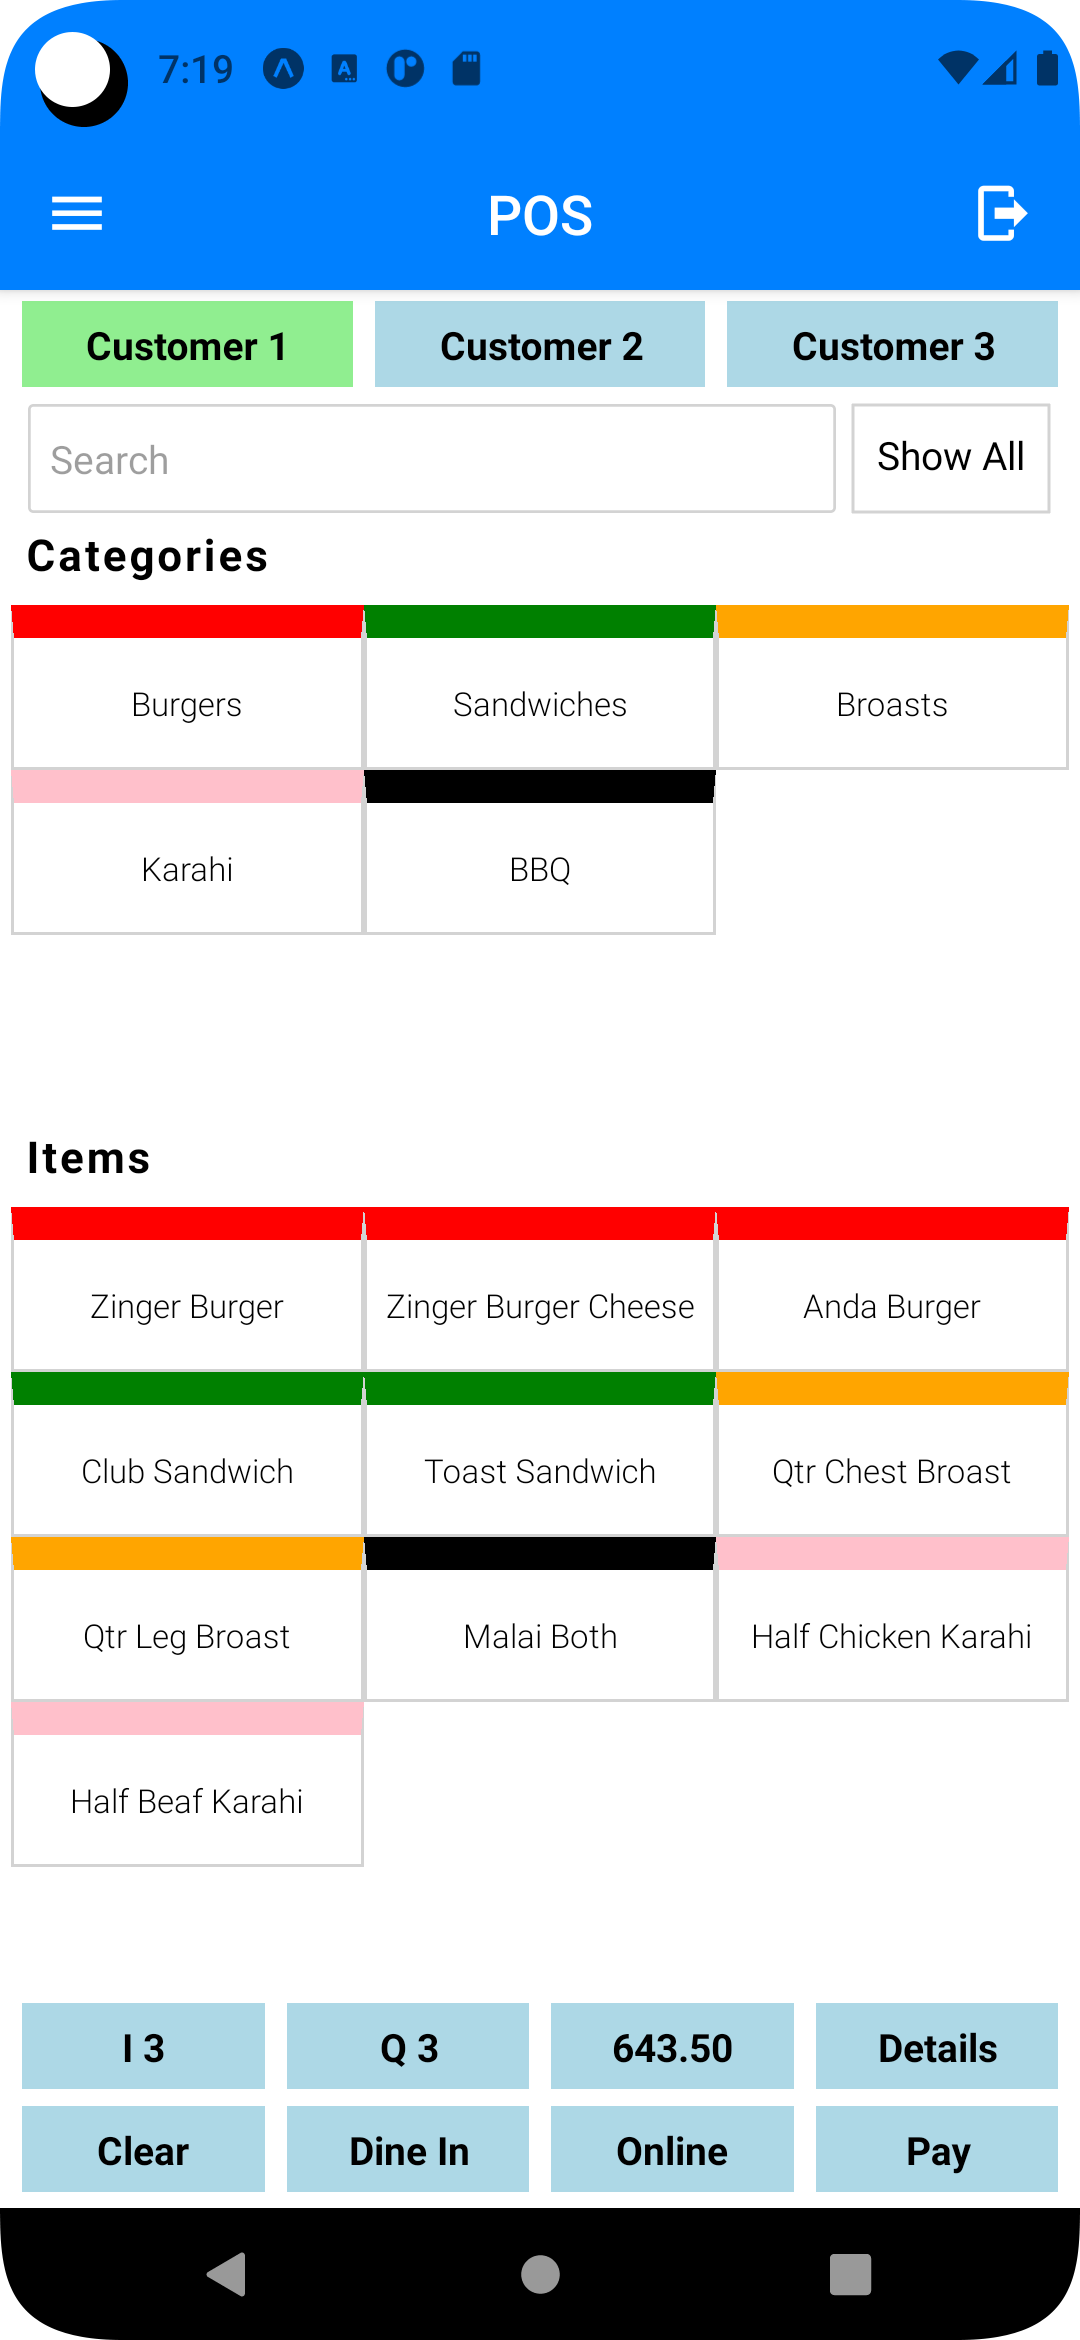 7:19
POS
Customer 1 Customer 2 Customer 3
Search Show All
Categories
Burgers Sandwiches Broasts
Karahi BBQ
Items
Zinger Burger Zinger Burger Cheese Anda Burger
Club Sandwich Toast Sandwich Qtr Chest Broast
Qtr Leg Broast Malai Both Half Chicken Karahi
Half Beaf Karahi
I 3 Q 3 643.50 Details
Clear Dine In Online Pay